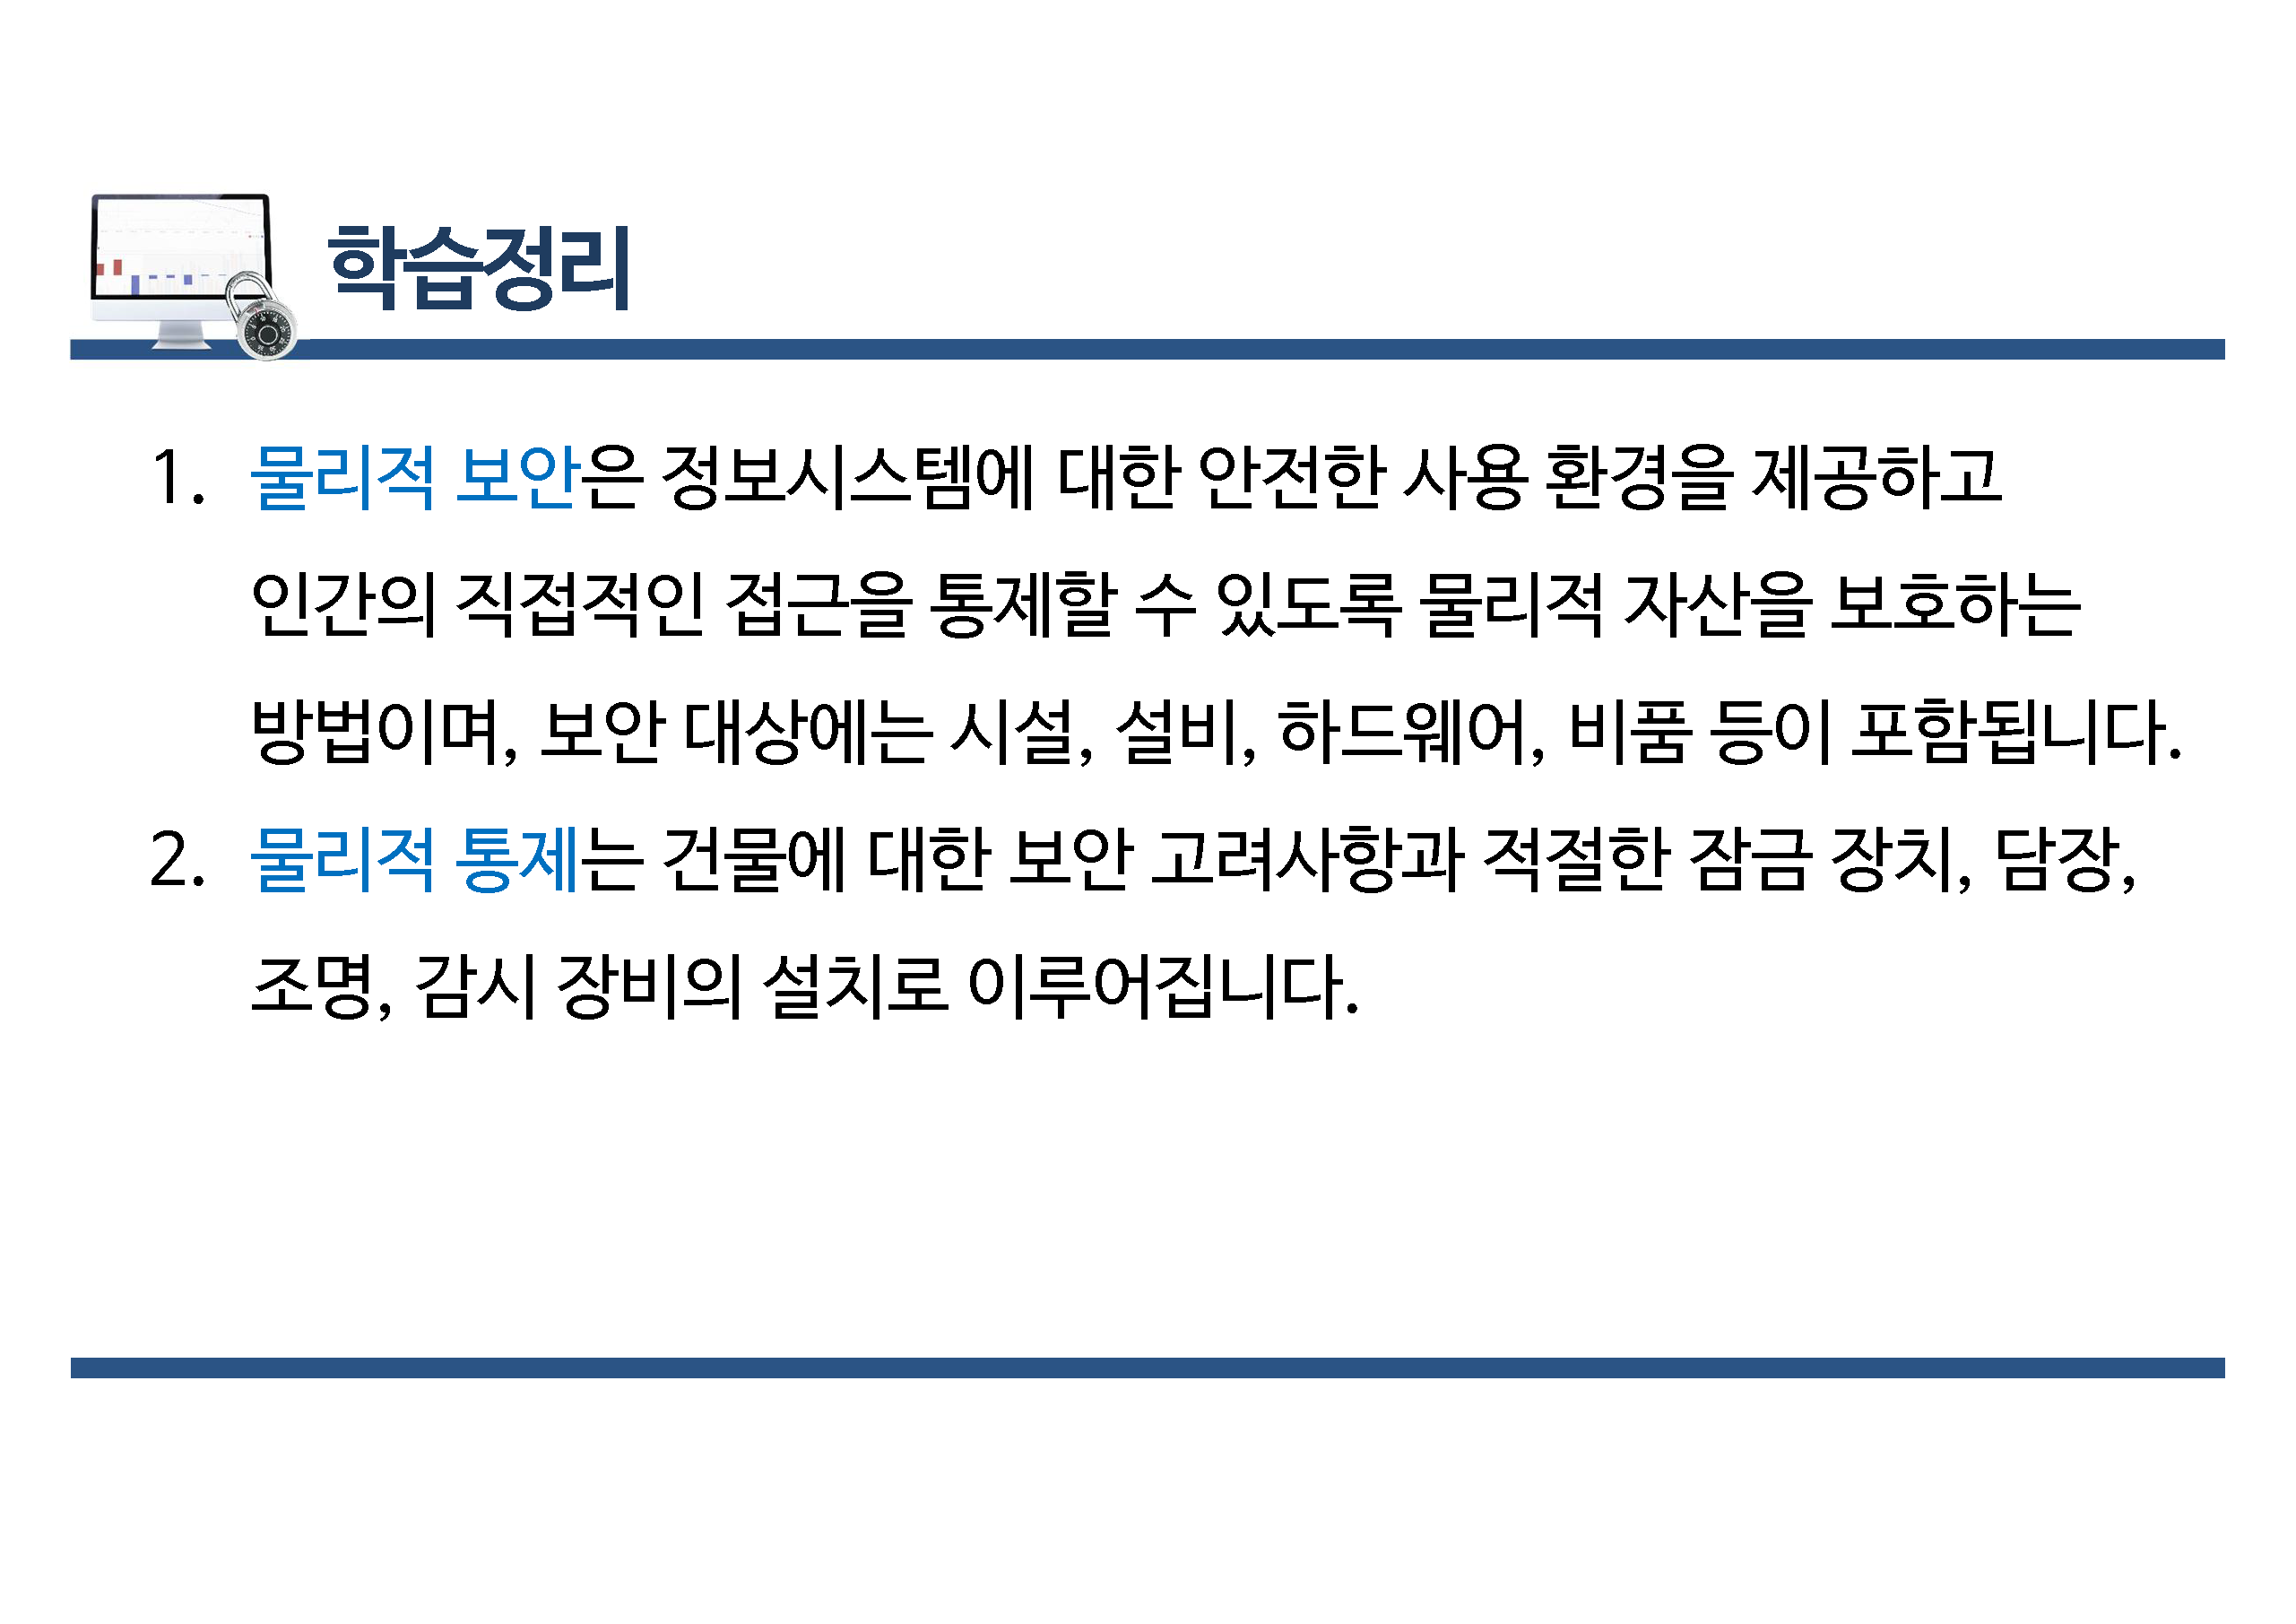 학습정리
1. 물리적 보안은 정보시스템에 대한 안전한 사용 환경을 제공하고
인간의 직접적인 접근을 통제할 수 있도록 물리적 자산을 보호하는
방법이며, 보안 대상에는 시설, 설비, 하드웨어, 비품 등이 포함됩니다.
2. 물리적 통제는 건물에 대한 보안 고려사항과 적절한 잠금 장치, 담장,
조명, 감시 장비의 설치로 이루어집니다.